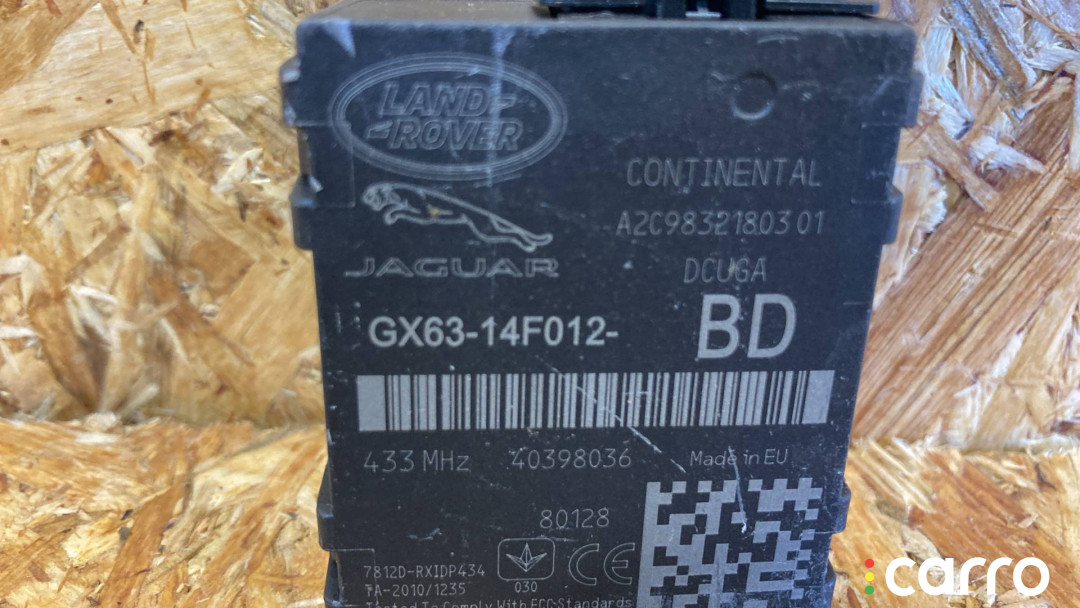 LAND-
-ROVER
CONTINENTAL
A2C98321803 01
JAGUAR
DCUGA
GX63-14F012- BD
433 MHz 40398036 Made in EU
80128
7812D-RXIDP434
TA-2010/1235
030
CE
Tested To Comply With FCC Standards
carro